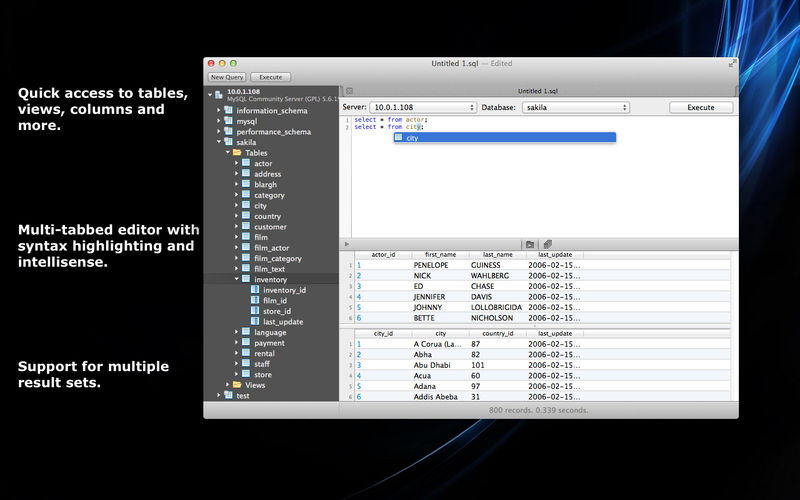 Quick access to tables,
views, columns and
more.
Multi-tabbed editor with
syntax highlighting and
intellisense.
Support for multiple
result sets.
Untitled 1.sql — Edited
New Query Execute
10.0.1.108
MySQL Community Server (GPL) 5.6.1
information_schema
mysql
performance_schema
sakila
Tables
actor
address
blargh
category
city
country
customer
film
film_actor
film_category
film_text
inventory
inventory_id
film_id
store_id
last_update
language
payment
rental
staff
store
Views
test
Untitled 1.sql
Server: 10.0.1.108 Database: sakila Execute
1 select * from actor;
2 select * from city;
city
actor_id first_name last_name last_update
1 1 PENELOPE GUINESS 2006-02-15...
2 2 NICK WAHLBERG 2006-02-15...
3 3 ED CHASE 2006-02-15...
4 4 JENNIFER DAVIS 2006-02-15...
5 5 JOHNNY LOLLOBRIGIDA 2006-02-15...
6 6 BETTE NICHOLSON 2006-02-15...
city_id city country_id last_update
1 1 A Corua (La... 87 2006-02-15...
2 2 Abha 82 2006-02-15...
3 3 Abu Dhabi 101 2006-02-15...
4 4 Acua 60 2006-02-15...
5 5 Adana 97 2006-02-15...
6 6 Addis Abeba 31 2006-02-15...
800 records. 0.339 seconds.